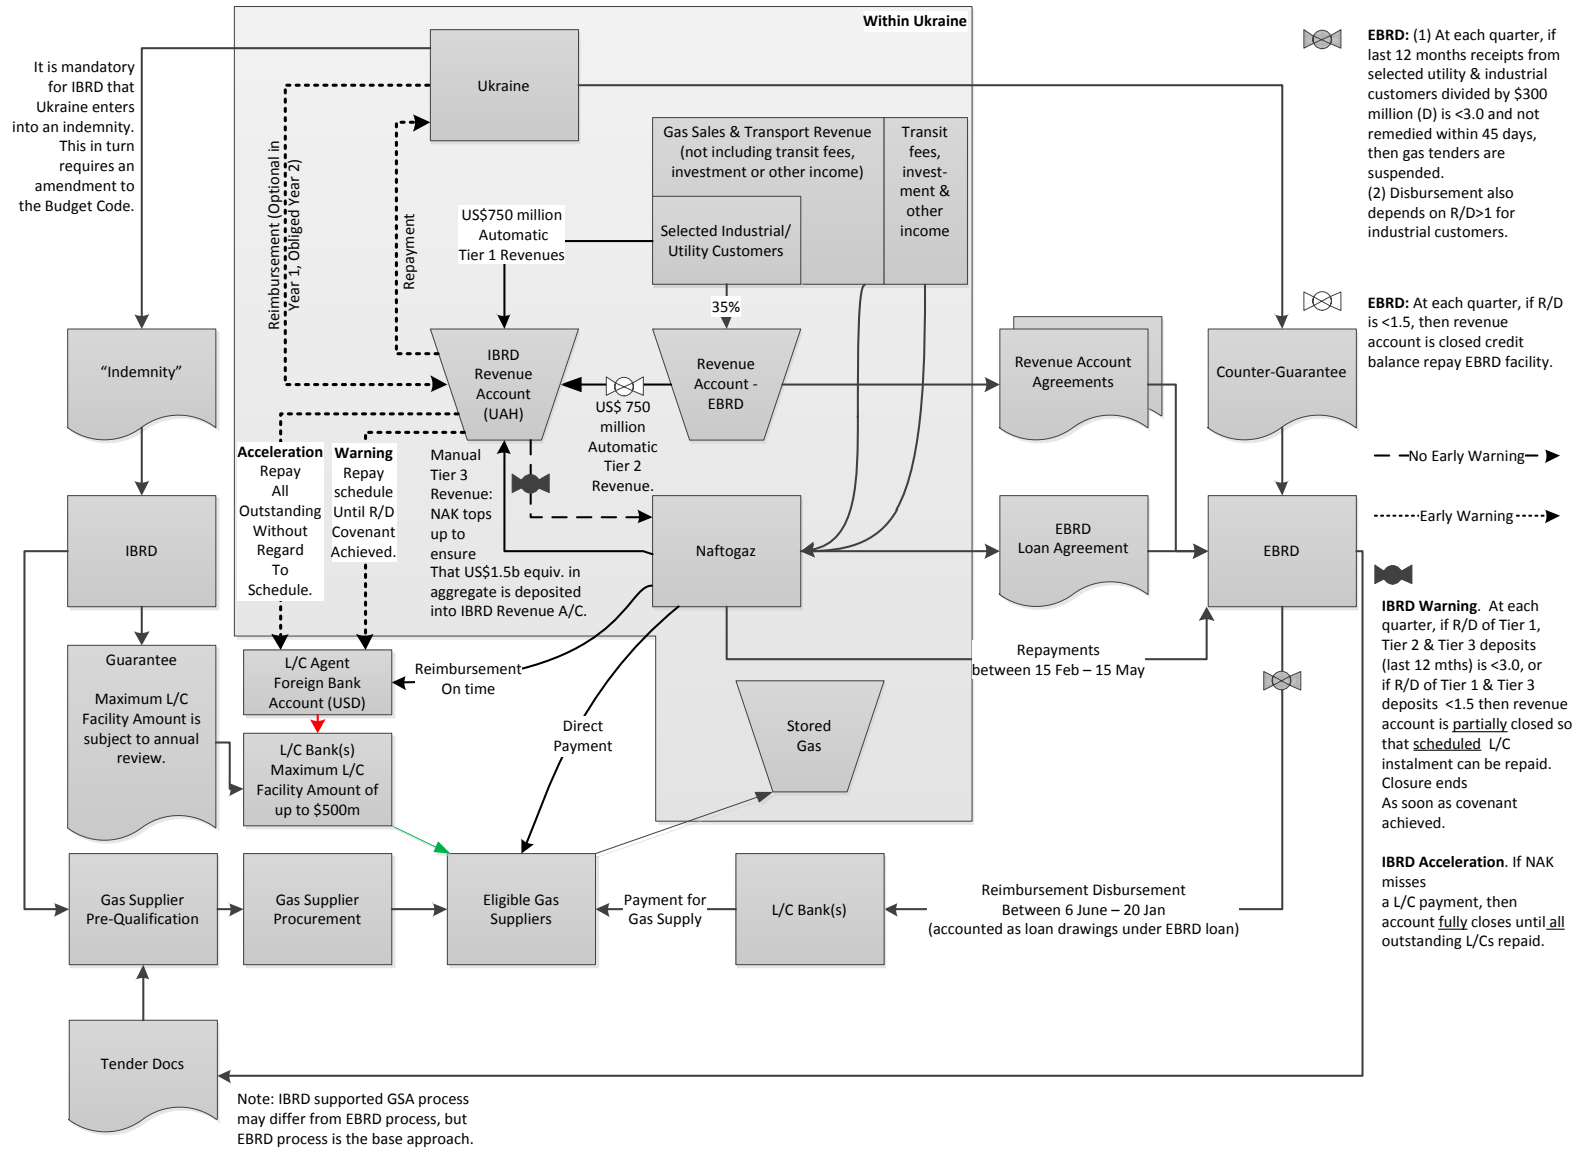 Within Ukraine
It is mandatory
for IBRD that
Ukraine enters
into an indemnity.
This in turn
requires an
amendment to
the Budget Code.
Ukraine
Reimbursement (Optional in
Year 1, Obliged Year 2)
Repayment
Gas Sales & Transport Revenue
(not including transit fees,
investment or other income)
Transit
fees,
invest-
ment &
other
income
US$750 million
Automatic
Tier 1 Revenues
Selected Industrial/
Utility Customers
35%
EBRD: (1) At each quarter, if
last 12 months receipts from
selected utility & industrial
customers divided by $300
million (D) is <3.0 and not
remedied within 45 days,
then gas tenders are
suspended.
(2) Disbursement also
depends on R/D>1 for
industrial customers.
EBRD: At each quarter, if R/D
is <1.5, then revenue
account is closed credit
balance repay EBRD facility.
"Indemnity"
IBRD
Revenue
Account
(UAH)
Revenue
Account -
EBRD
Revenue Account
Agreements
Counter-Guarantee
US$ 750
million
Automatic
Tier 2
Revenue.
No Early Warning
Early Warning
Acceleration
Repay
All
Outstanding
Without
Regard
To
Schedule.
Warning
Repay
schedule
Until R/D
Covenant
Achieved.
Manual
Tier 3
Revenue:
NAK tops
up to
ensure
That US$1.5b equiv. in
aggregate is deposited
into IBRD Revenue A/C.
IBRD
Naftogaz
EBRD
Loan Agreement
EBRD
IBRD Warning. At each
quarter, if R/D of Tier 1,
Tier 2 & Tier 3 deposits
(last 12 mths) is <3.0, or
if R/D of Tier 1 & Tier 3
deposits <1.5 then revenue
account is partially closed so
that scheduled L/C
instalment can be repaid.
Closure ends
As soon as covenant
achieved.
IBRD Acceleration. If NAK
misses
a L/C payment, then
account fully closes until all
outstanding L/Cs repaid.
Guarantee
Maximum L/C
Facility Amount is
subject to annual
review.
L/C Agent
Foreign Bank
Account (USD)
Reimbursement
On time
Repayments
between 15 Feb – 15 May
L/C Bank(s)
Maximum L/C
Facility Amount of
up to $500m
Direct
Payment
Stored
Gas
Gas Supplier
Pre-Qualification
Gas Supplier
Procurement
Eligible Gas
Suppliers
Payment for
Gas Supply
L/C Bank(s)
Reimbursement Disbursement
Between 6 June – 20 Jan
(accounted as loan drawings under EBRD loan)
Tender Docs
Note: IBRD supported GSA process
may differ from EBRD process, but
EBRD process is the base approach.